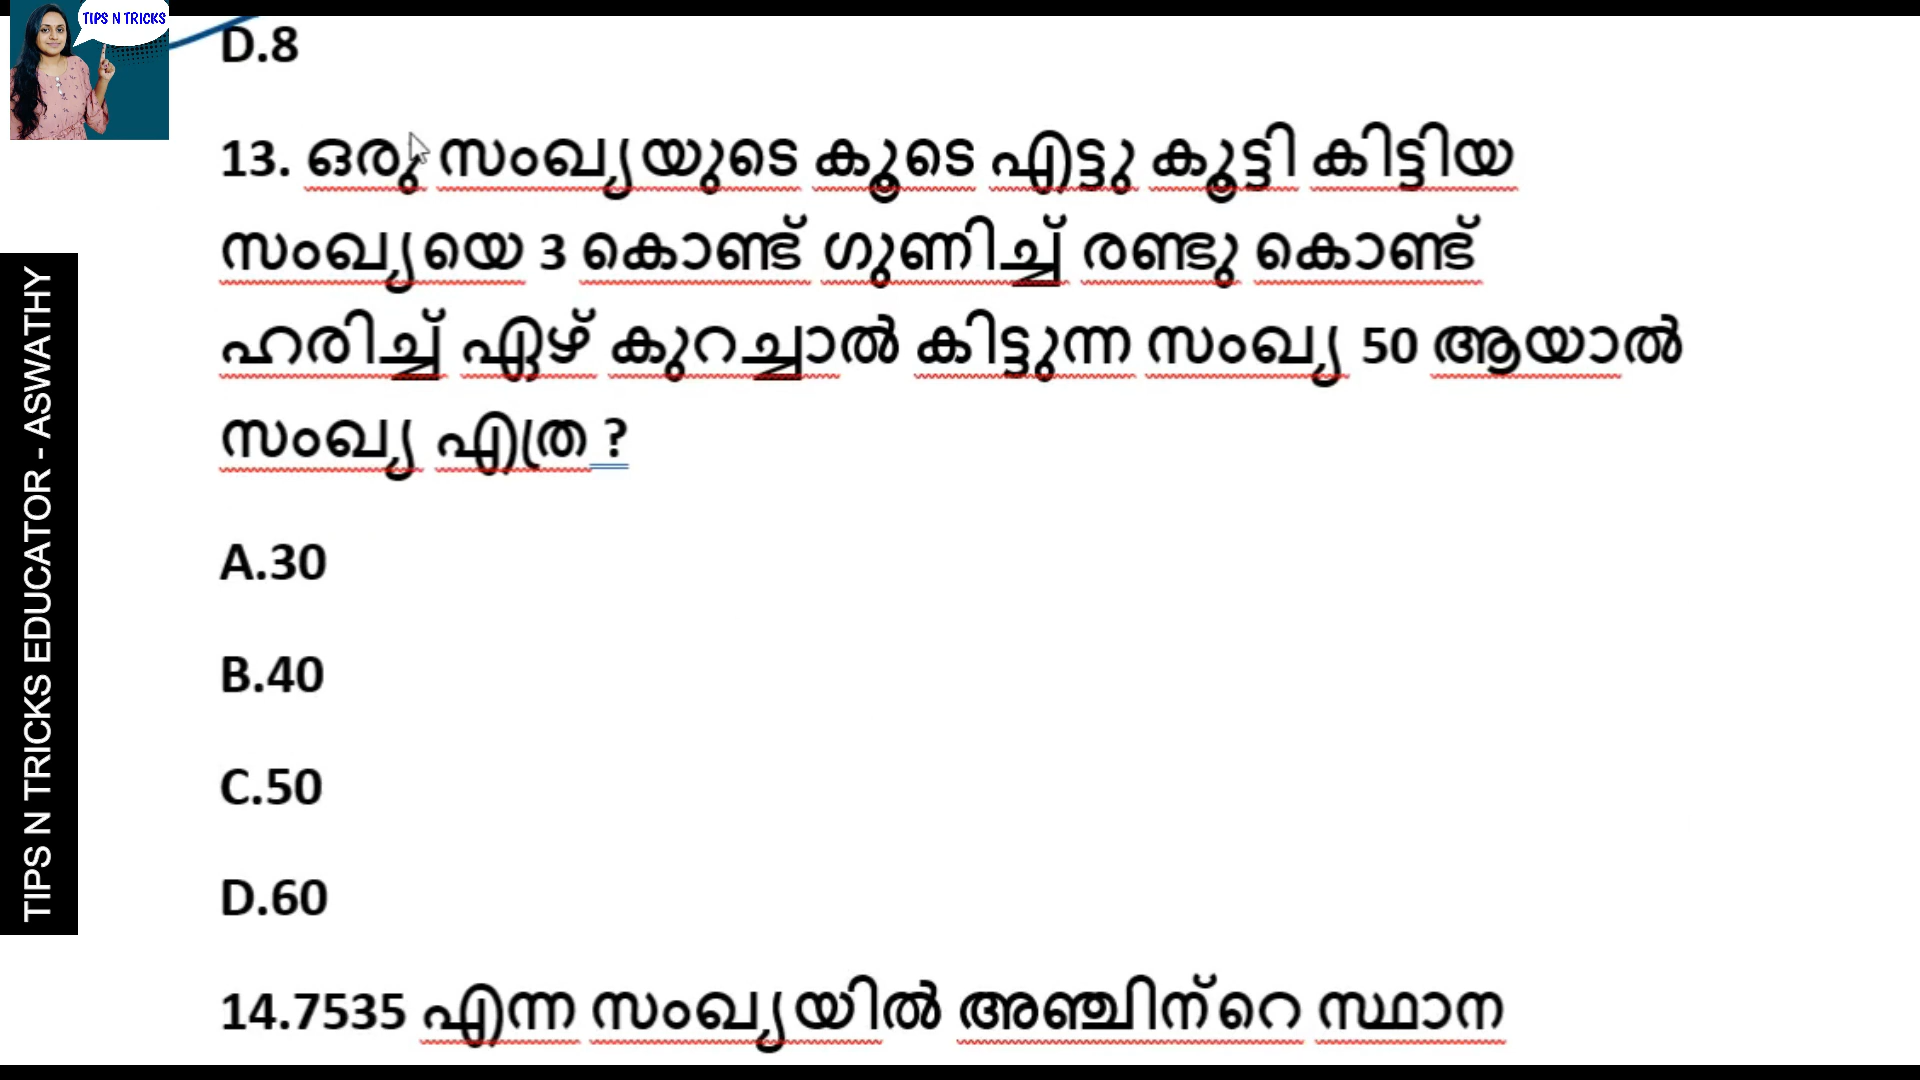 TIPS N TRICKS
D.8
13. ഒരു സംഖ്യയുടെ കൂടെ എട്ടു കൂട്ടി കിട്ടിയ
സംഖ്യയെ 3 കൊണ്ട് ഗുണിച്ച് രണ്ടു കൊണ്ട്
ഹരിച്ച് ഏഴ് കുറച്ചാൽ കിട്ടുന്ന സംഖ്യ 50 ആയാൽ
സംഖ്യ എത്ര ?
A.30
B.40
C.50
D.60
14.7535 എന്ന സംഖ്യയിൽ അഞ്ചിന്റെ സ്ഥാന
TIPS N TRICKS EDUCATOR - ASWATHY